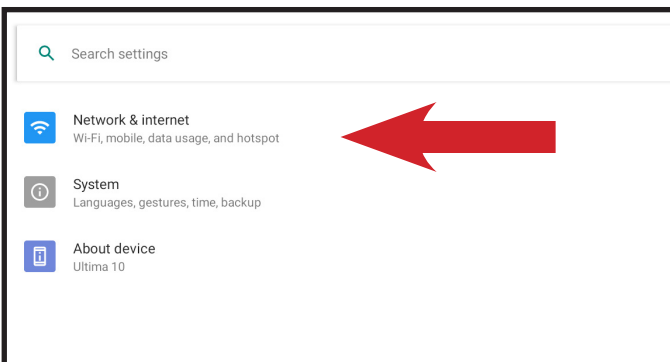 Search settings
Network & internet
Wi-Fi, mobile, data usage, and hotspot
System
Languages, gestures, time, backup
About device
Ultima 10